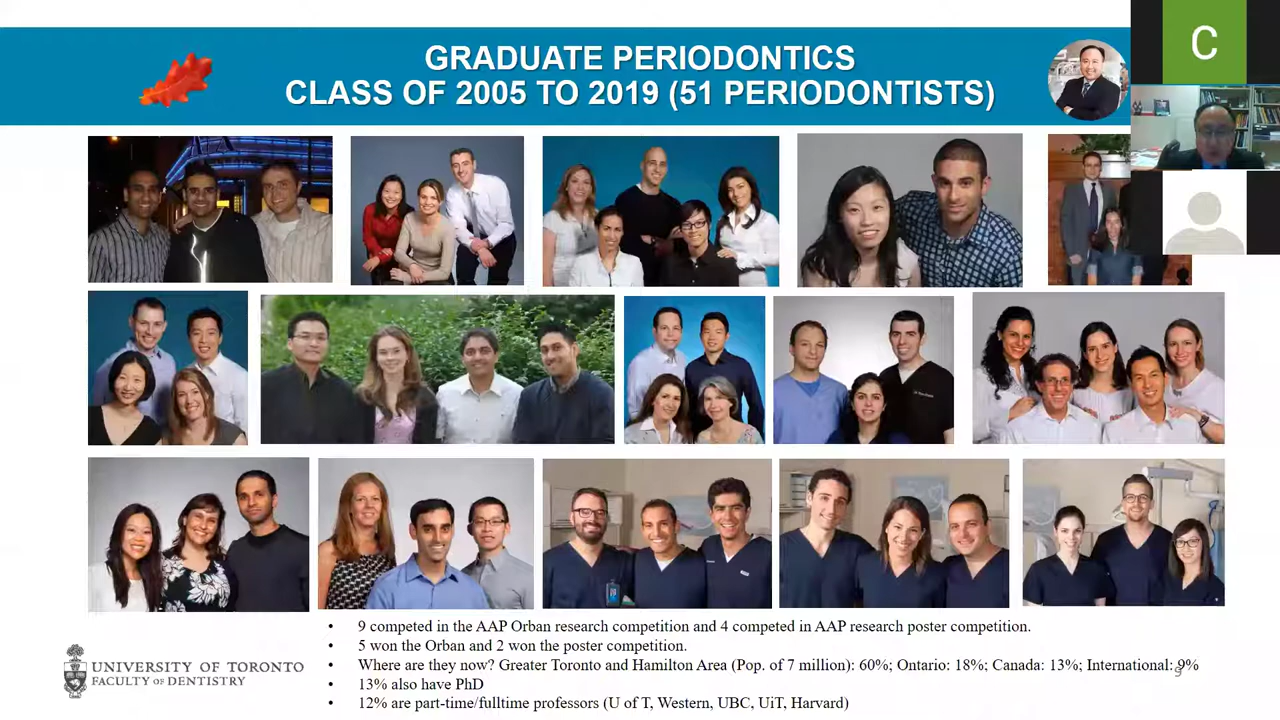 C
GRADUATE PERIODONTICS
CLASS OF 2005 TO 2019 (51 PERIODONTISTS)
• 9 competed in the AAP Orban research competition and 4 competed in AAP research poster competition.
• 5 won the Orban and 2 won the poster competition.
• Where are they now? Greater Toronto and Hamilton Area (Pop. of 7 million): 60%; Ontario: 18%; Canada: 13%; International: 9%
• 13% also have PhD
• 12% are part-time/fulltime professors (U of T, Western, UBC, UiT, Harvard)
UNIVERSITY OF TORONTO
FACULTY OF DENTISTRY
9